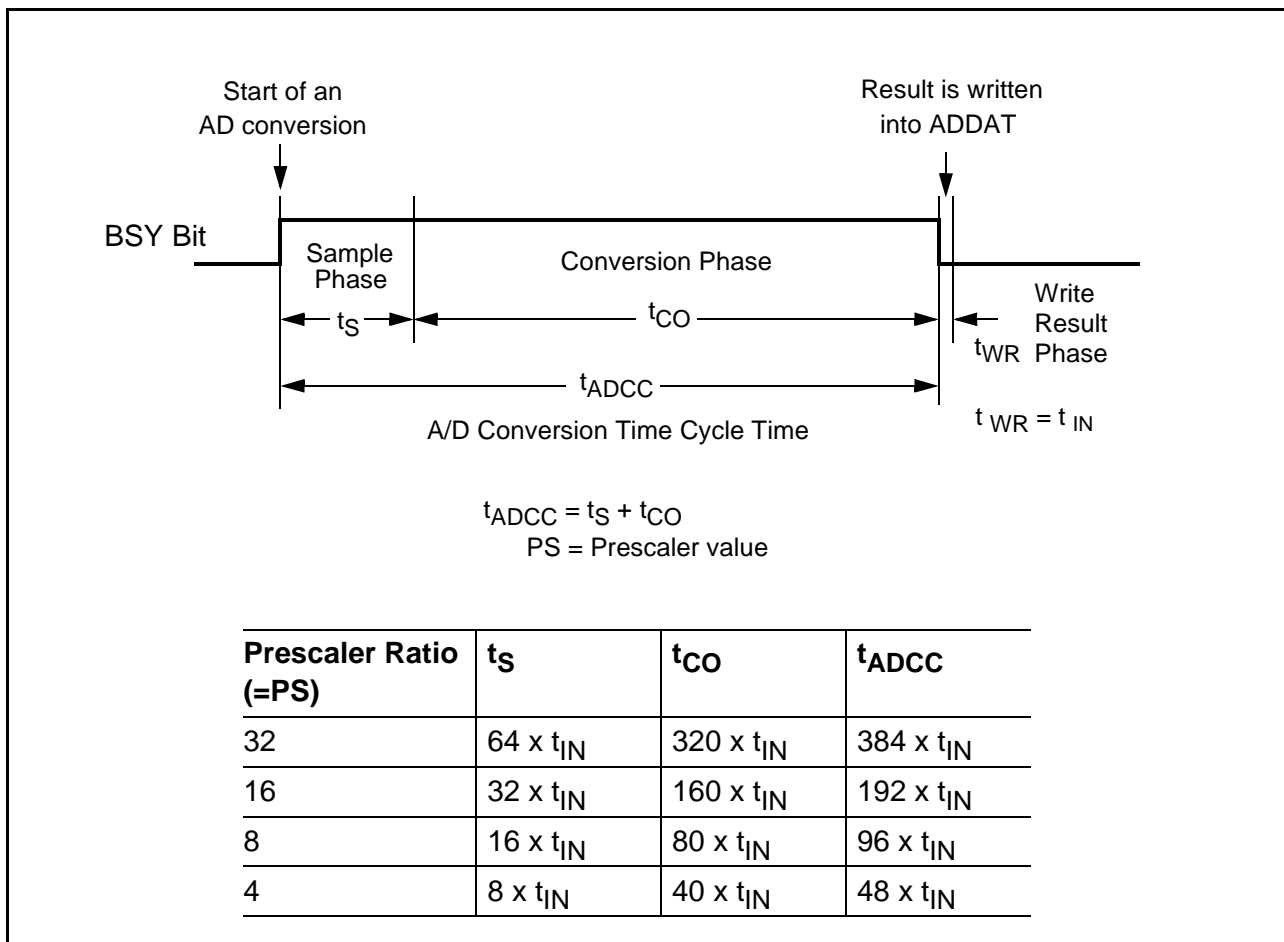 Start of an
AD conversion
Result is written
into ADDAT
BSY Bit
Sample
Phase
Conversion Phase
Write
Result
Phase
tS
tCO
tWR
tADCC
t WR = t IN
A/D Conversion Time Cycle Time
tADCC = tS + tCO
PS = Prescaler value
Prescaler Ratio (=PS) tS tCO tADCC
32 64 x tIN 320 x tIN 384 x tIN
16 32 x tIN 160 x tIN 192 x tIN
8 16 x tIN 80 x tIN 96 x tIN
4 8 x tIN 40 x tIN 48 x tIN